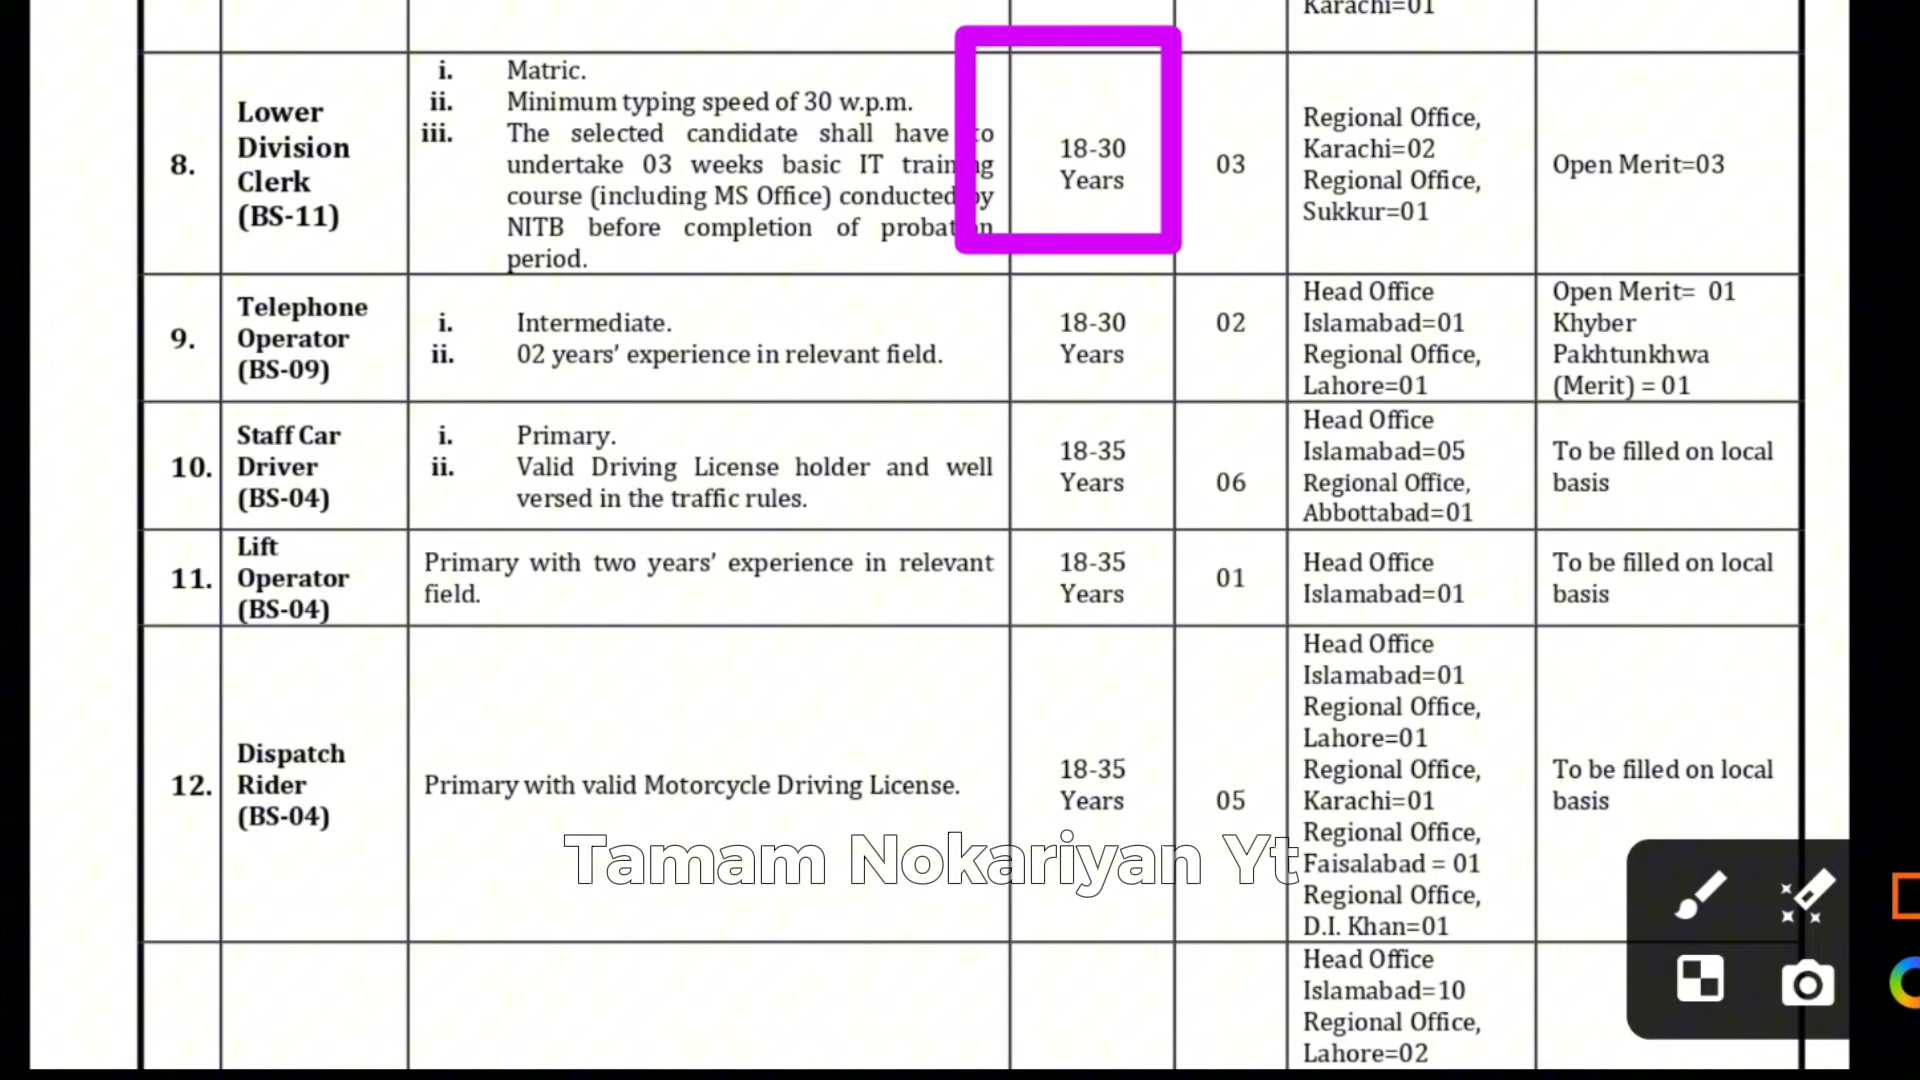 Karachi=01
8.
Lower
Division
Clerk
(BS-11)
i. Matric.
ii. Minimum typing speed of 30 w.p.m.
iii. The selected candidate shall have to
undertake 03 weeks basic IT training
course (including MS Office) conducted by
NITB before completion of probation
period.
18-30
Years
03
Regional Office,
Karachi=02
Regional Office,
Sukkur=01
Open Merit=03
9.
Telephone
Operator
(BS-09)
i. Intermediate.
ii. 02 years’ experience in relevant field.
18-30
Years
02
Head Office
Islamabad=01
Regional Office,
Lahore=01
Open Merit= 01
Khyber
Pakhtunkhwa
(Merit) = 01
10.
Staff Car
Driver
(BS-04)
i. Primary.
ii. Valid Driving License holder and well
versed in the traffic rules.
18-35
Years
06
Head Office
Islamabad=05
Regional Office,
Abbottabad=01
To be filled on local
basis
11.
Lift
Operator
(BS-04)
Primary with two years’ experience in relevant
field.
18-35
Years
01
Head Office
Islamabad=01
To be filled on local
basis
12.
Dispatch
Rider
(BS-04)
Primary with valid Motorcycle Driving License.
18-35
Years
05
Head Office
Islamabad=01
Regional Office,
Lahore=01
Regional Office,
Karachi=01
Regional Office,
Faisalabad = 01
Regional Office,
D.I. Khan=01
To be filled on local
basis
Tamam Nokariyan Yt
Head Office
Islamabad=10
Regional Office,
Lahore=02